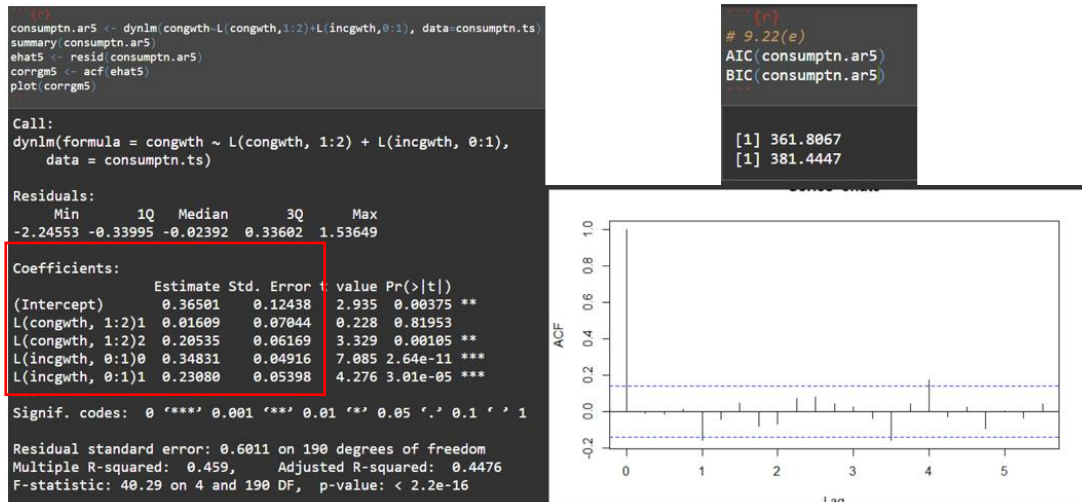 ```{r}
consumptn.ar5 <- dynlm(congwth~L(congwth,1:2)+L(incgwth,0:1), data=consumptn.ts)
summary(consumptn.ar5)
ehat5 <- resid(consumptn.ar5)
corrgm5 <- acf(ehat5)
plot(corrgm5)
Call:
dynlm(formula = congwth ~ L(congwth, 1:2) + L(incgwth, 0:1),
    data = consumptn.ts)
Residuals:
     Min       1Q   Median       3Q      Max
-2.24553 -0.33995 -0.02392  0.33602  1.53649
Coefficients:
                 Estimate Std. Error t value Pr(>|t|)
(Intercept)       0.36501    0.12438   2.935  0.00375 **
L(congwth, 1:2)1  0.01609    0.07044   0.228  0.81953
L(congwth, 1:2)2  0.20535    0.06169   3.329  0.00105 **
L(incgwth, 0:1)0  0.34831    0.04916   7.085 2.64e-11 ***
L(incgwth, 0:1)1  0.23080    0.05398   4.276 3.01e-05 ***
Signif. codes:  0 ‘***’ 0.001 ‘**’ 0.01 ‘*’ 0.05 ‘.’ 0.1 ‘ ’ 1
Residual standard error: 0.6011 on 190 degrees of freedom
Multiple R-squared:  0.459,	Adjusted R-squared:  0.4476
F-statistic: 40.29 on 4 and 190 DF,  p-value: < 2.2e-16
```{r}
# 9.22(e)
AIC(consumptn.ar5)
BIC(consumptn.ar5)
```
[1] 361.8067
[1] 381.4447
ACF
1.0
0.8
0.6
0.4
0.2
0.0
-0.2
0 1 2 3 4 5
Lag